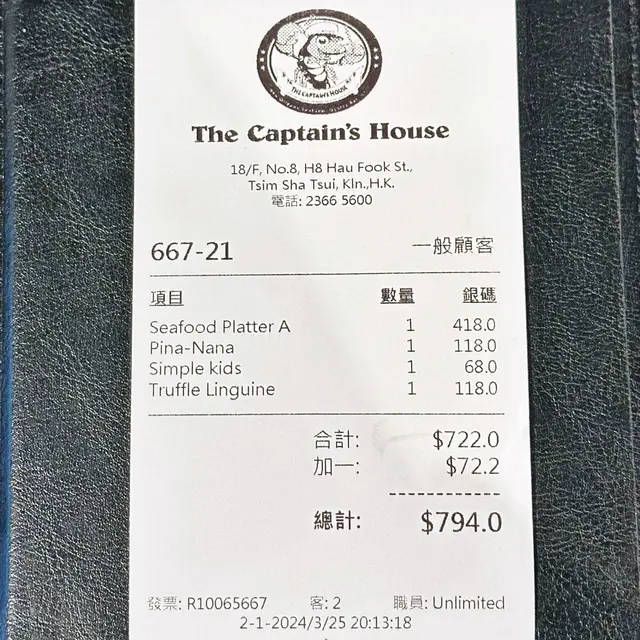 THE CAPTAIN'S HOUSE
The Captain's House
18/F, No.8, H8 Hau Fook St.,
Tsim Sha Tsui, Kln.,H.K.
電話: 2366 5600
667-21 一般顧客
項目 數量 銀碼
Seafood Platter A 1 418.0
Pina-Nana 1 118.0
Simple kids 1 68.0
Truffle Linguine 1 118.0
合計: $722.0
加一: $72.2
總計: $794.0
發票: R10065667 客: 2 職員: Unlimited
2-1-2024/3/25 20:13:18